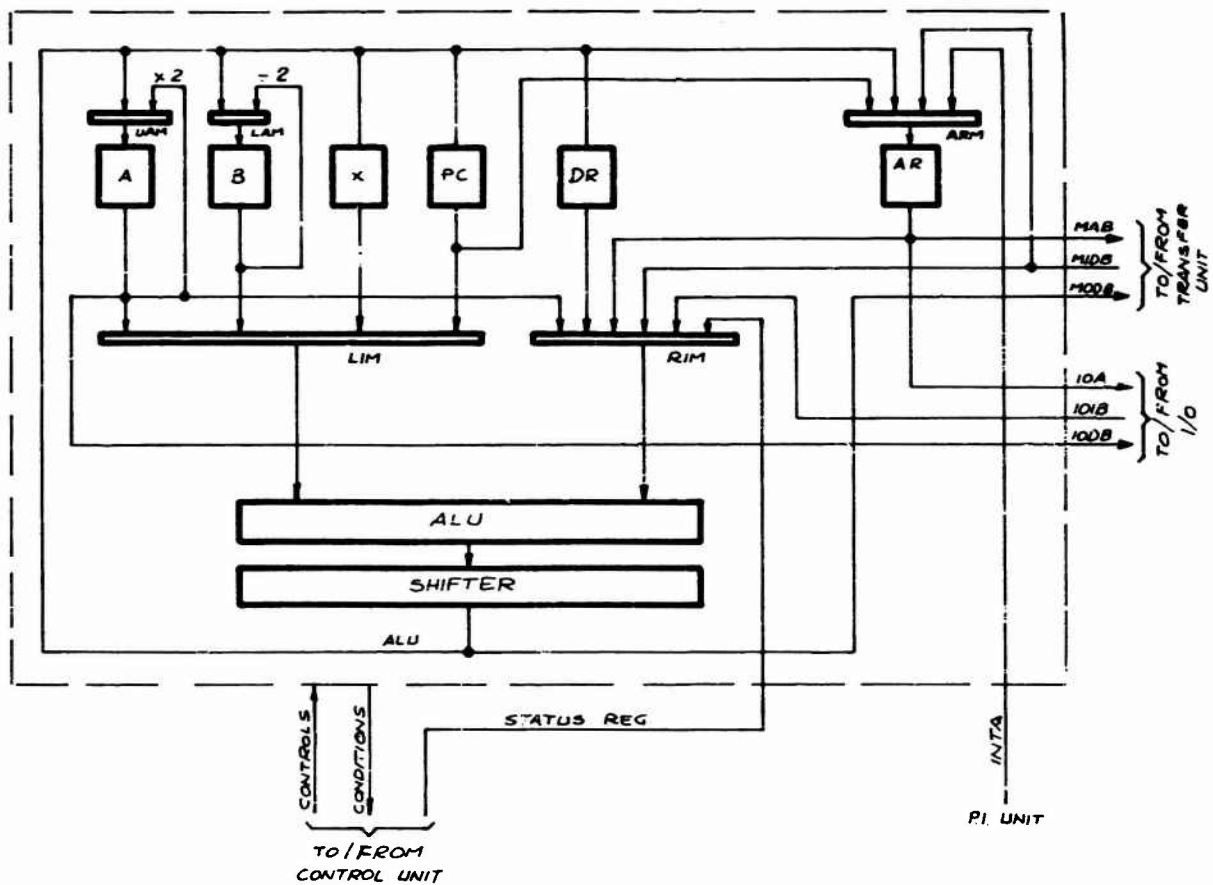 x 2
÷ 2
UAM
LAM
ARM
A
B
X
PC
DR
AR
MAB
MIDB
MODB
TO/FROM
TRANSFER
UNIT
LIM
RIM
IOA
IOIB
IODB
TO/FROM
I/O
ALU
SHIFTER
ALU
CONTROLS
CONDITIONS
STATUS REG
INTA
P.I. UNIT
TO/FROM
CONTROL UNIT